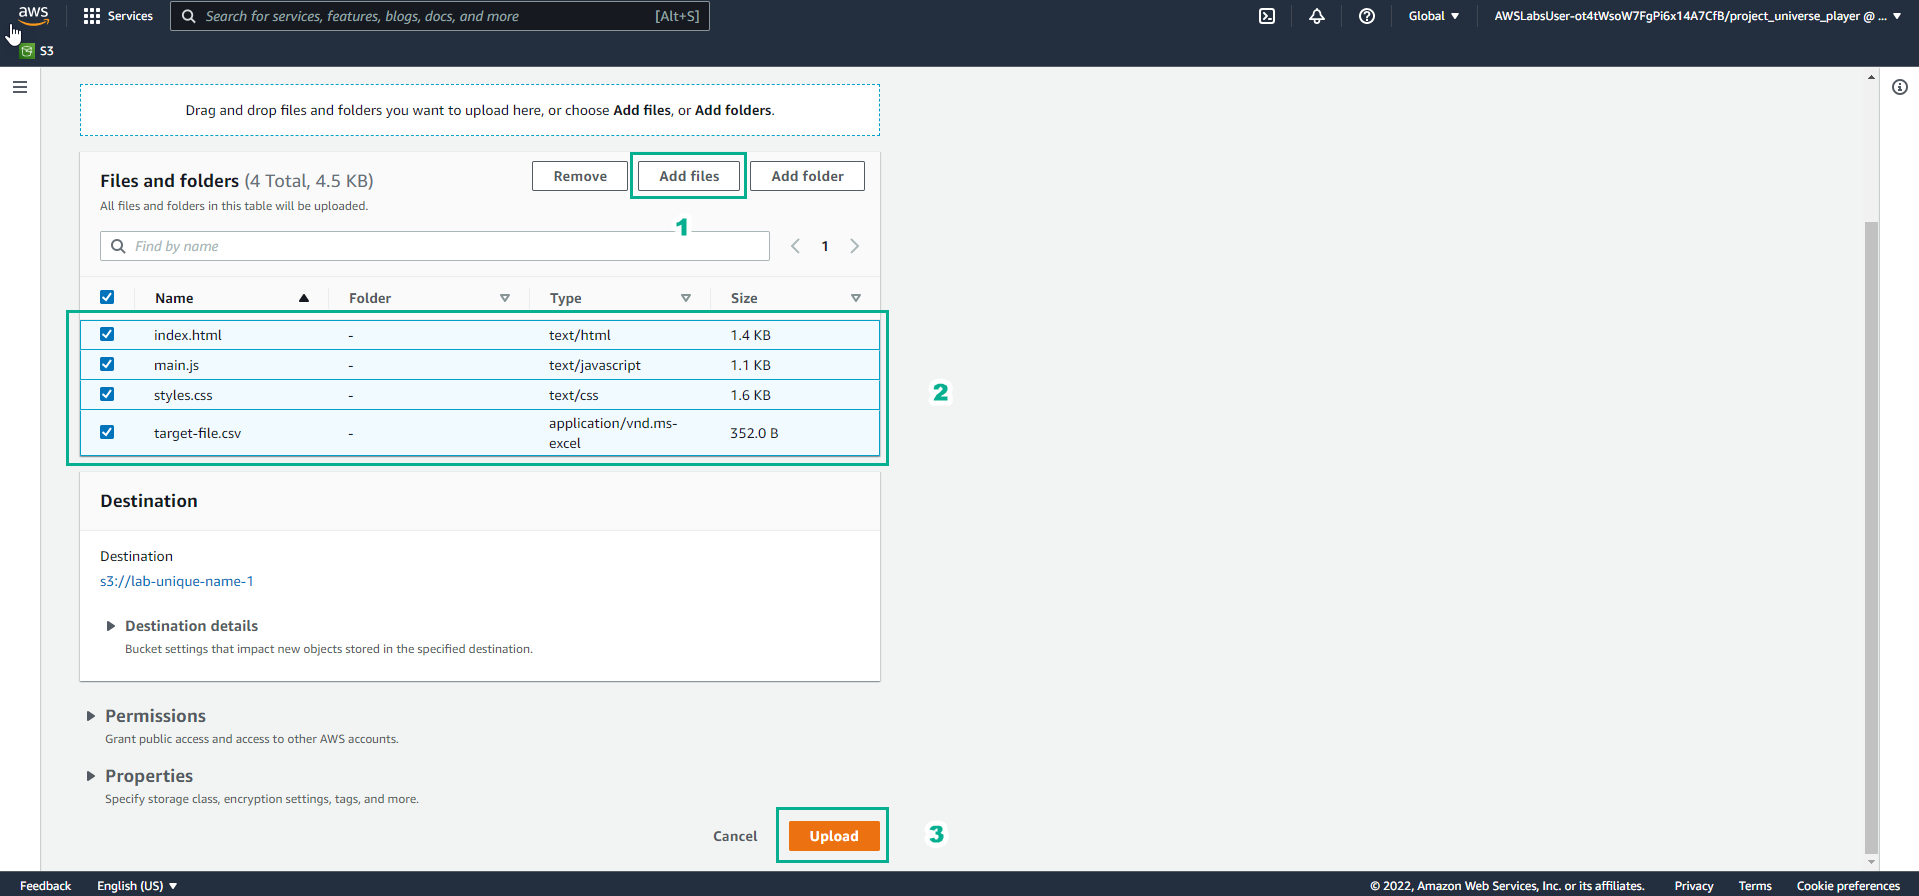 aws
Services
Search for services, features, blogs, docs, and more [Alt+S]
Global
AWSLabsUser-ot4tWsoW7FgPi6x14A7CfB/project_universe_player @ ...
S3
Drag and drop files and folders you want to upload here, or choose Add files, or Add folders.
Files and folders (4 Total, 4.5 KB)
All files and folders in this table will be uploaded.
Remove
Add files
Add folder
1
Find by name
1
Name Folder Type Size
index.html - text/html 1.4 KB
main.js - text/javascript 1.1 KB
styles.css - text/css 1.6 KB
target-file.csv - application/vnd.ms-
excel 352.0 B
2
Destination
Destination
s3://lab-unique-name-1
Destination details
Bucket settings that impact new objects stored in the specified destination.
Permissions
Grant public access and access to other AWS accounts.
Properties
Specify storage class, encryption settings, tags, and more.
Cancel
Upload
3
Feedback
English (US)
© 2022, Amazon Web Services, Inc. or its affiliates.
Privacy
Terms
Cookie preferences